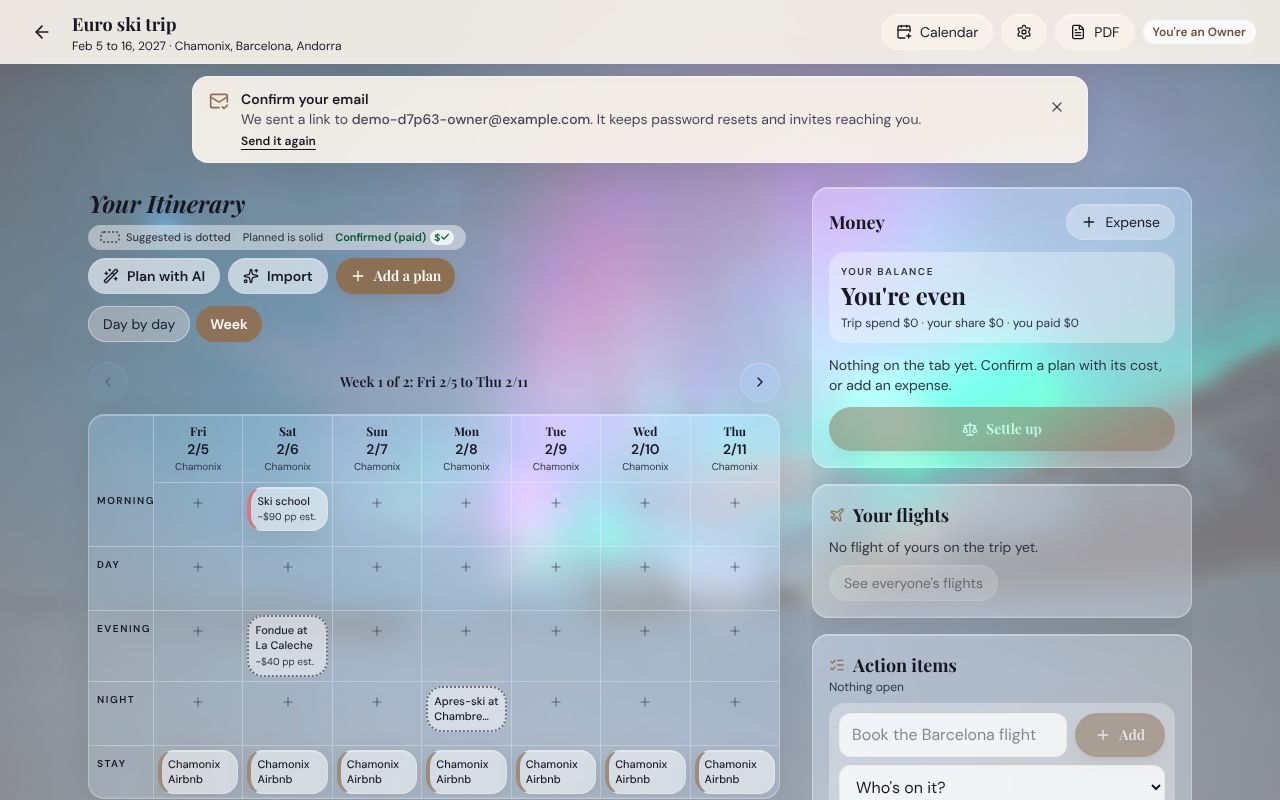 Euro ski trip
Feb 5 to 16, 2027 · Chamonix, Barcelona, Andorra
Calendar
PDF
You're an Owner
Confirm your email
We sent a link to demo-d7p63-owner@example.com. It keeps password resets and invites reaching you.
Send it again
Your Itinerary
Suggested is dotted Planned is solid Confirmed (paid) $✓
Plan with AI
Import
+ Add a plan
Day by day
Week
Week 1 of 2: Fri 2/5 to Thu 2/11
Fri Sat Sun Mon Tue Wed Thu
2/5 2/6 2/7 2/8 2/9 2/10 2/11
Chamonix Chamonix Chamonix Chamonix Chamonix Chamonix Chamonix
MORNING
+ + + + + +
Ski school
~$90 pp est.
DAY
+ + + + + + +
EVENING
+ + + + + +
Fondue at
La Caleche
~$40 pp est.
NIGHT
+ + + + + +
Apres-ski at
Chambre…
STAY
Chamonix Chamonix Chamonix Chamonix Chamonix Chamonix Chamonix
Airbnb Airbnb Airbnb Airbnb Airbnb Airbnb Airbnb
Money
+ Expense
YOUR BALANCE
You're even
Trip spend $0 · your share $0 · you paid $0
Nothing on the tab yet. Confirm a plan with its cost,
or add an expense.
Settle up
Your flights
No flight of yours on the trip yet.
See everyone's flights
Action items
Nothing open
Book the Barcelona flight
+ Add
Who's on it?